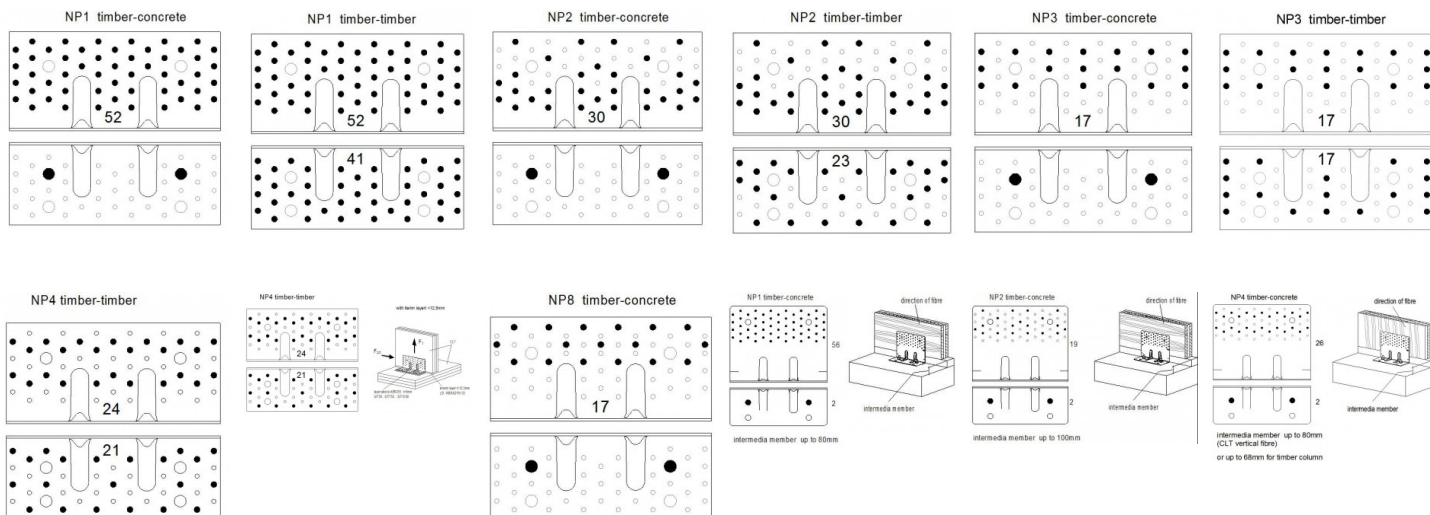 NP1 timber-concrete
52
NP1 timber-timber
52
41
NP2 timber-concrete
30
NP2 timber-timber
30
23
NP3 timber-concrete
17
NP3 timber-timber
17
17
NP4 timber-timber
24
21
NP4 timber-timber
24
21
NP8 timber-concrete
17
NP1 timber-concrete
56
2
direction of fibre
intermedia member
intermedia member up to 80mm
NP2 timber-concrete
19
2
direction of fibre
intermedia member
intermedia member up to 100mm
NP4 timber-concrete
26
2
direction of fibre
intermedia member
intermedia member up to 80mm
(CLT vertical fibre)
or up to 68mm for timber column